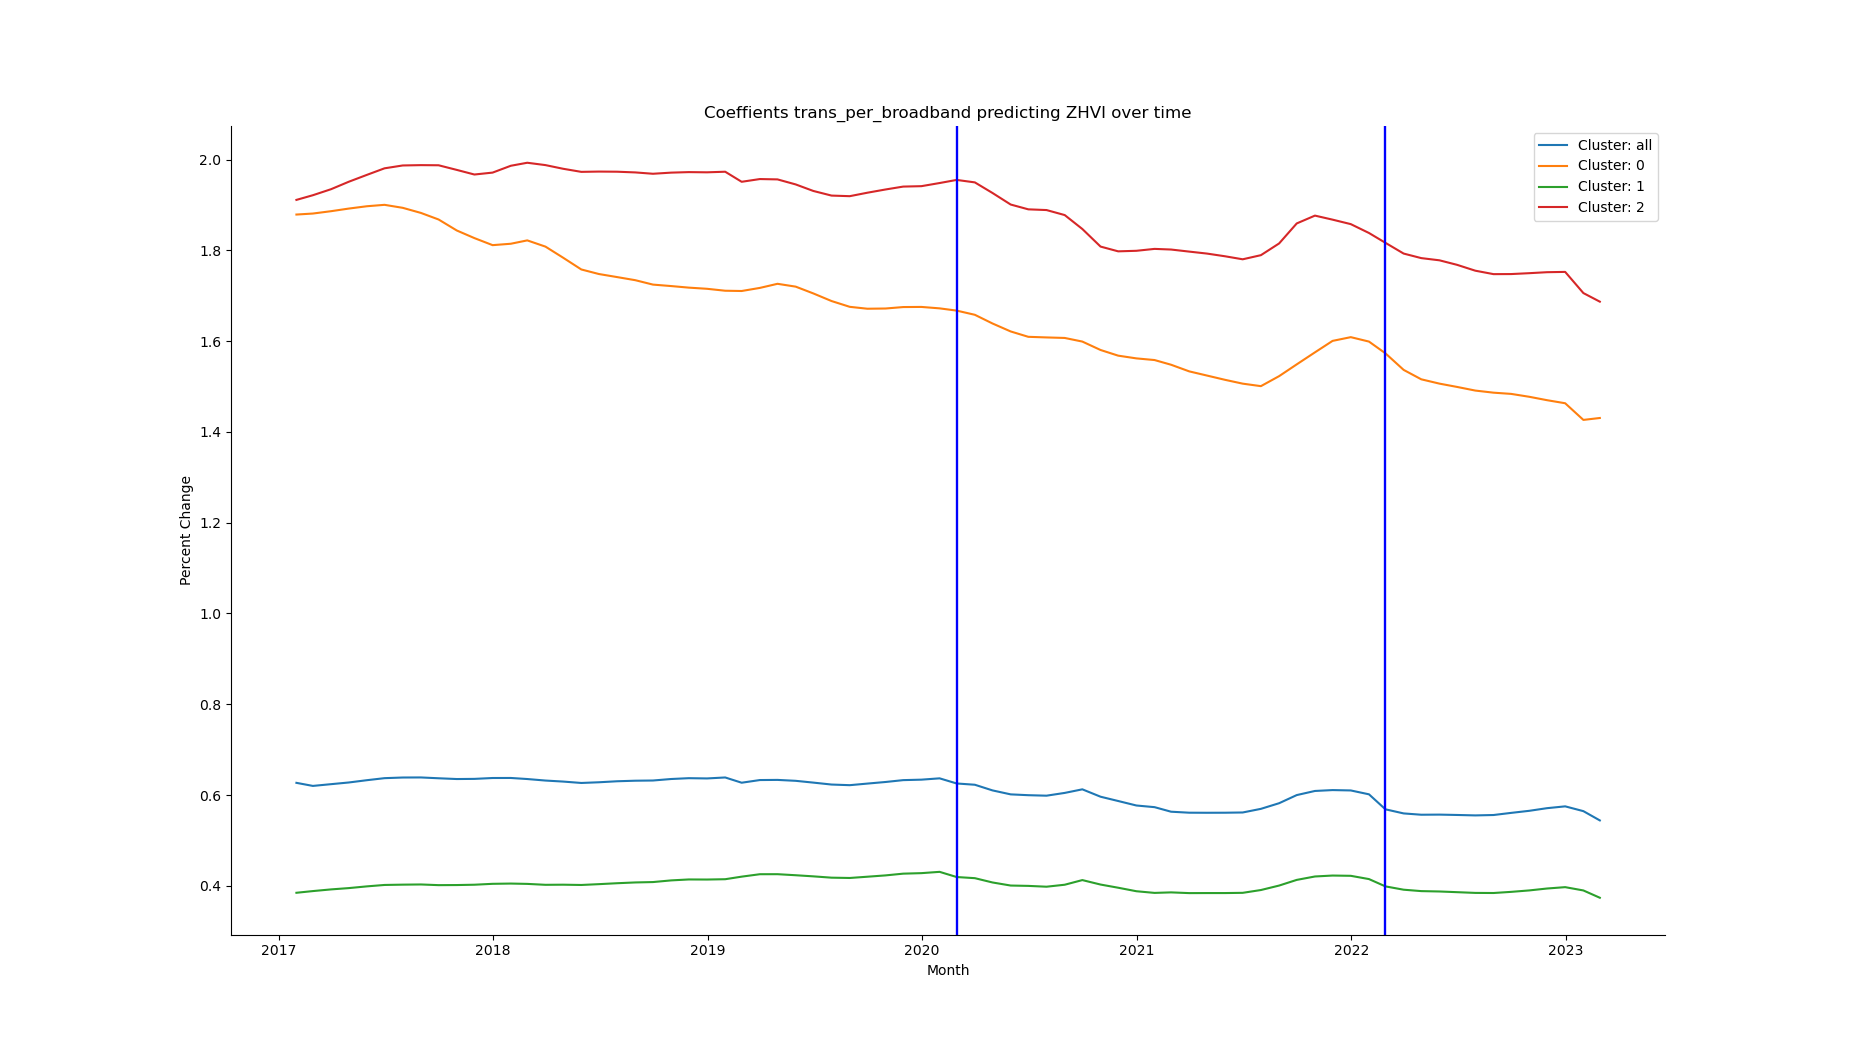 Coeffients trans_per_broadband predicting ZHVI over time
Cluster: all
Cluster: 0
Cluster: 1
Cluster: 2
2.0
1.8
1.6
1.4
1.2
1.0
0.8
0.6
0.4
Percent Change
2017 2018 2019 2020 2021 2022 2023
Month